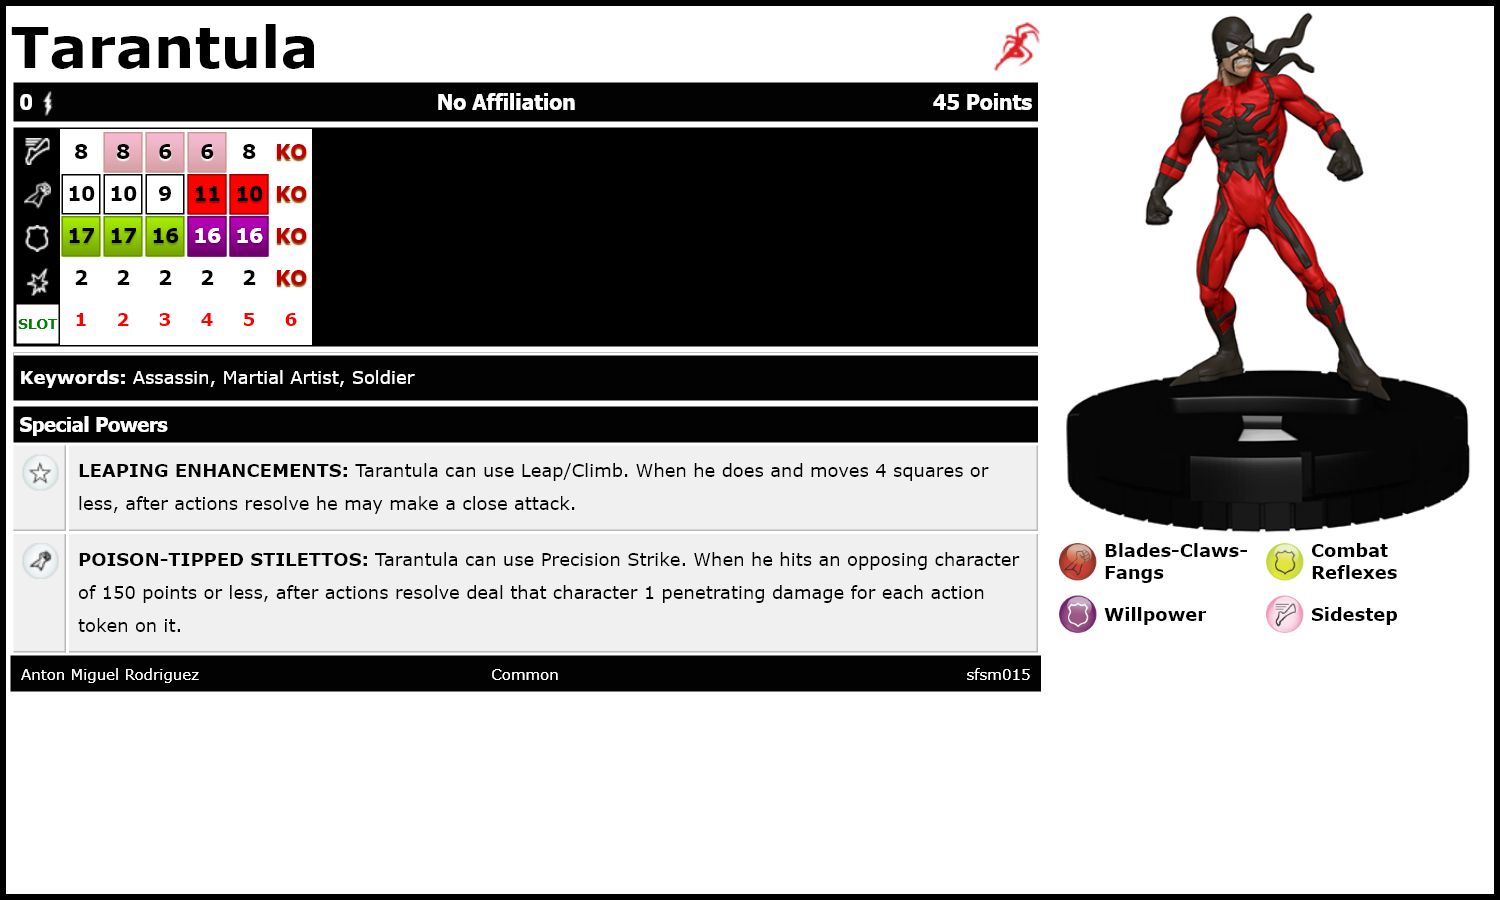 Tarantula
0 No Affiliation 45 Points
8 8 6 6 8 KO
10 10 9 11 10 KO
17 17 16 16 16 KO
2 2 2 2 2 KO
SLOT 1 2 3 4 5 6
Keywords: Assassin, Martial Artist, Soldier
Special Powers
LEAPING ENHANCEMENTS: Tarantula can use Leap/Climb. When he does and moves 4 squares or
less, after actions resolve he may make a close attack.
POISON-TIPPED STILETTOS: Tarantula can use Precision Strike. When he hits an opposing character
of 150 points or less, after actions resolve deal that character 1 penetrating damage for each action
token on it.
Anton Miguel Rodriguez Common sfsm015
Blades-Claws-
Fangs
Combat
Reflexes
Willpower
Sidestep